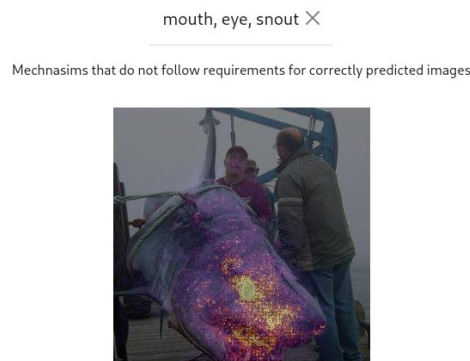 mouth, eye, snout ×
Mechnasims that do not follow requirements for correctly predicted images